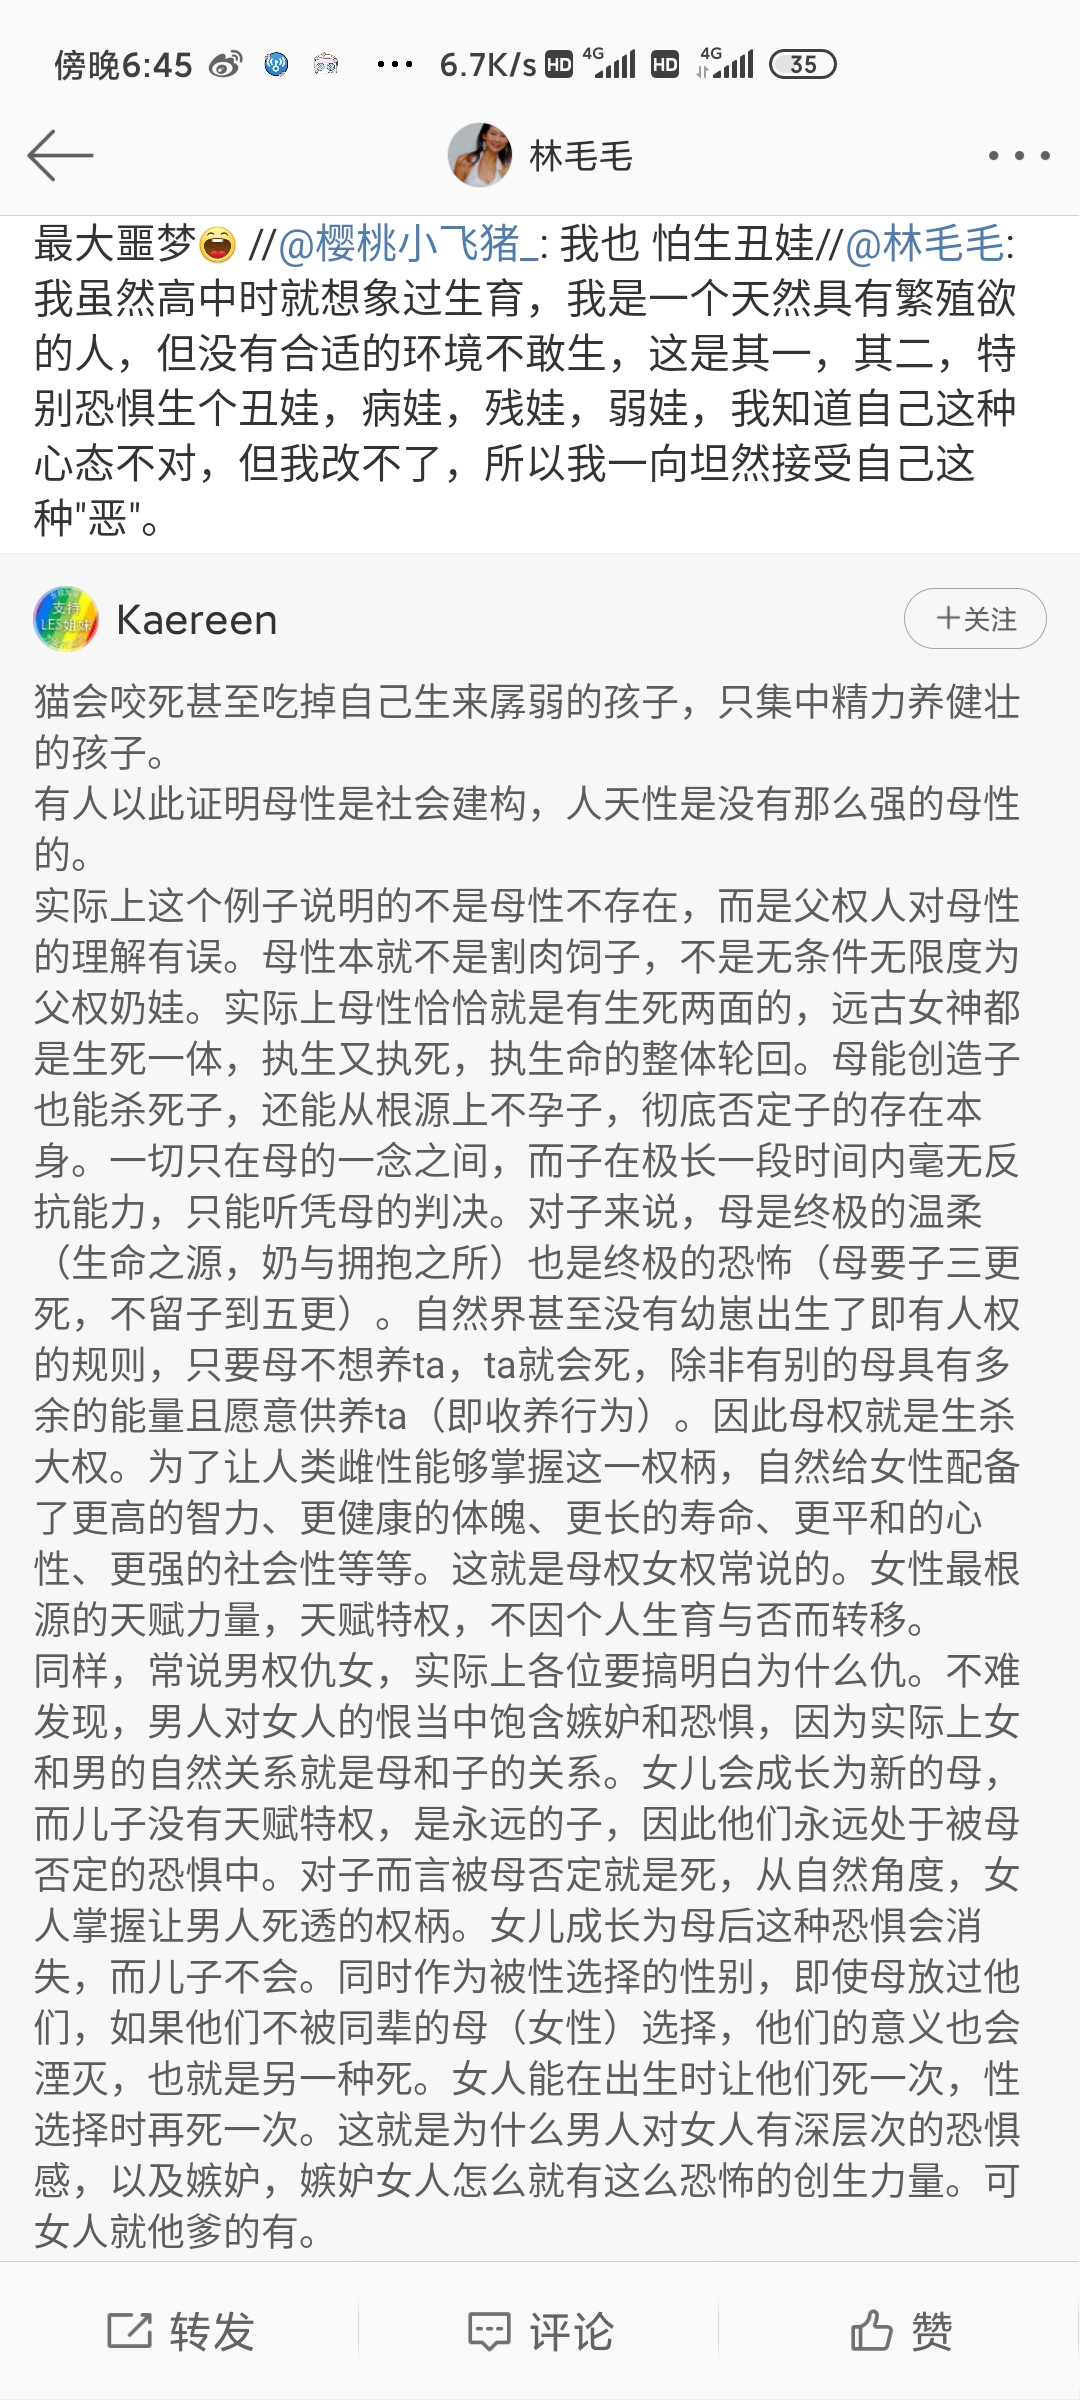 傍晚6:45 ... 6.7K/s HD 4G HD 4G 35
林毛毛
最大噩梦 //@樱桃小飞猪_: 我也 怕生丑娃//@林毛毛:
我虽然高中时就想象过生育，我是一个天然具有繁殖欲
的人，但没有合适的环境不敢生，这是其一，其二，特
别恐惧生个丑娃，病娃，残娃，弱娃，我知道自己这种
心态不对，但我改不了，所以我一向坦然接受自己这
种"恶"。
支持
LES姐妹
Kaereen
+关注
猫会咬死甚至吃掉自己生来孱弱的孩子，只集中精力养健壮
的孩子。
有人以此证明母性是社会建构，人天性是没有那么强的母性
的。
实际上这个例子说明的不是母性不存在，而是父权人对母性
的理解有误。母性本就不是割肉饲子，不是无条件无限度为
父权奶娃。实际上母性恰恰就是有生死两面的，远古女神都
是生死一体，执生又执死，执生命的整体轮回。母能创造子
也能杀死子，还能从根源上不孕子，彻底否定子的存在本
身。一切只在母的一念之间，而子在极长一段时间内毫无反
抗能力，只能听凭母的判决。对子来说，母是终极的温柔
（生命之源，奶与拥抱之所）也是终极的恐怖（母要子三更
死，不留子到五更）。自然界甚至没有幼崽出生了即有人权
的规则，只要母不想养ta，ta就会死，除非有别的母具有多
余的能量且愿意供养ta（即收养行为）。因此母权就是生杀
大权。为了让人类雌性能够掌握这一权柄，自然给女性配备
了更高的智力、更健康的体魄、更长的寿命、更平和的心
性、更强的社会性等等。这就是母权女权常说的。女性最根
源的天赋力量，天赋特权，不因个人生育与否而转移。
同样，常说男权仇女，实际上各位要搞明白为什么仇。不难
发现，男人对女人的恨当中饱含嫉妒和恐惧，因为实际上女
和男的自然关系就是母和子的关系。女儿会成长为新的母，
而儿子没有天赋特权，是永远的子，因此他们永远处于被母
否定的恐惧中。对子而言被母否定就是死，从自然角度，女
人掌握让男人死透的权柄。女儿成长为母后这种恐惧会消
失，而儿子不会。同时作为被性选择的性别，即使母放过他
们，如果他们不被同辈的母（女性）选择，他们的意义也会
湮灭，也就是另一种死。女人能在出生时让他们死一次，性
选择时再死一次。这就是为什么男人对女人有深层次的恐惧
感，以及嫉妒，嫉妒女人怎么就有这么恐怖的创生力量。可
女人就他爹的有。
转发
评论
赞